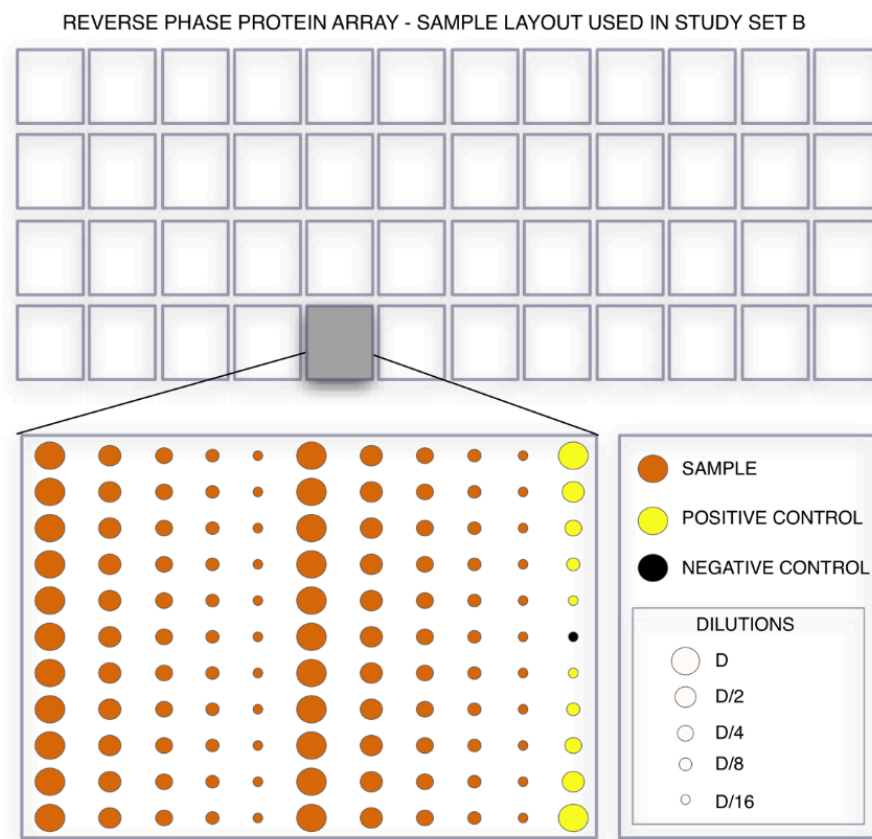 REVERSE PHASE PROTEIN ARRAY - SAMPLE LAYOUT USED IN STUDY SET B
SAMPLE
POSITIVE CONTROL
NEGATIVE CONTROL
DILUTIONS
D
D/2
D/4
D/8
D/16